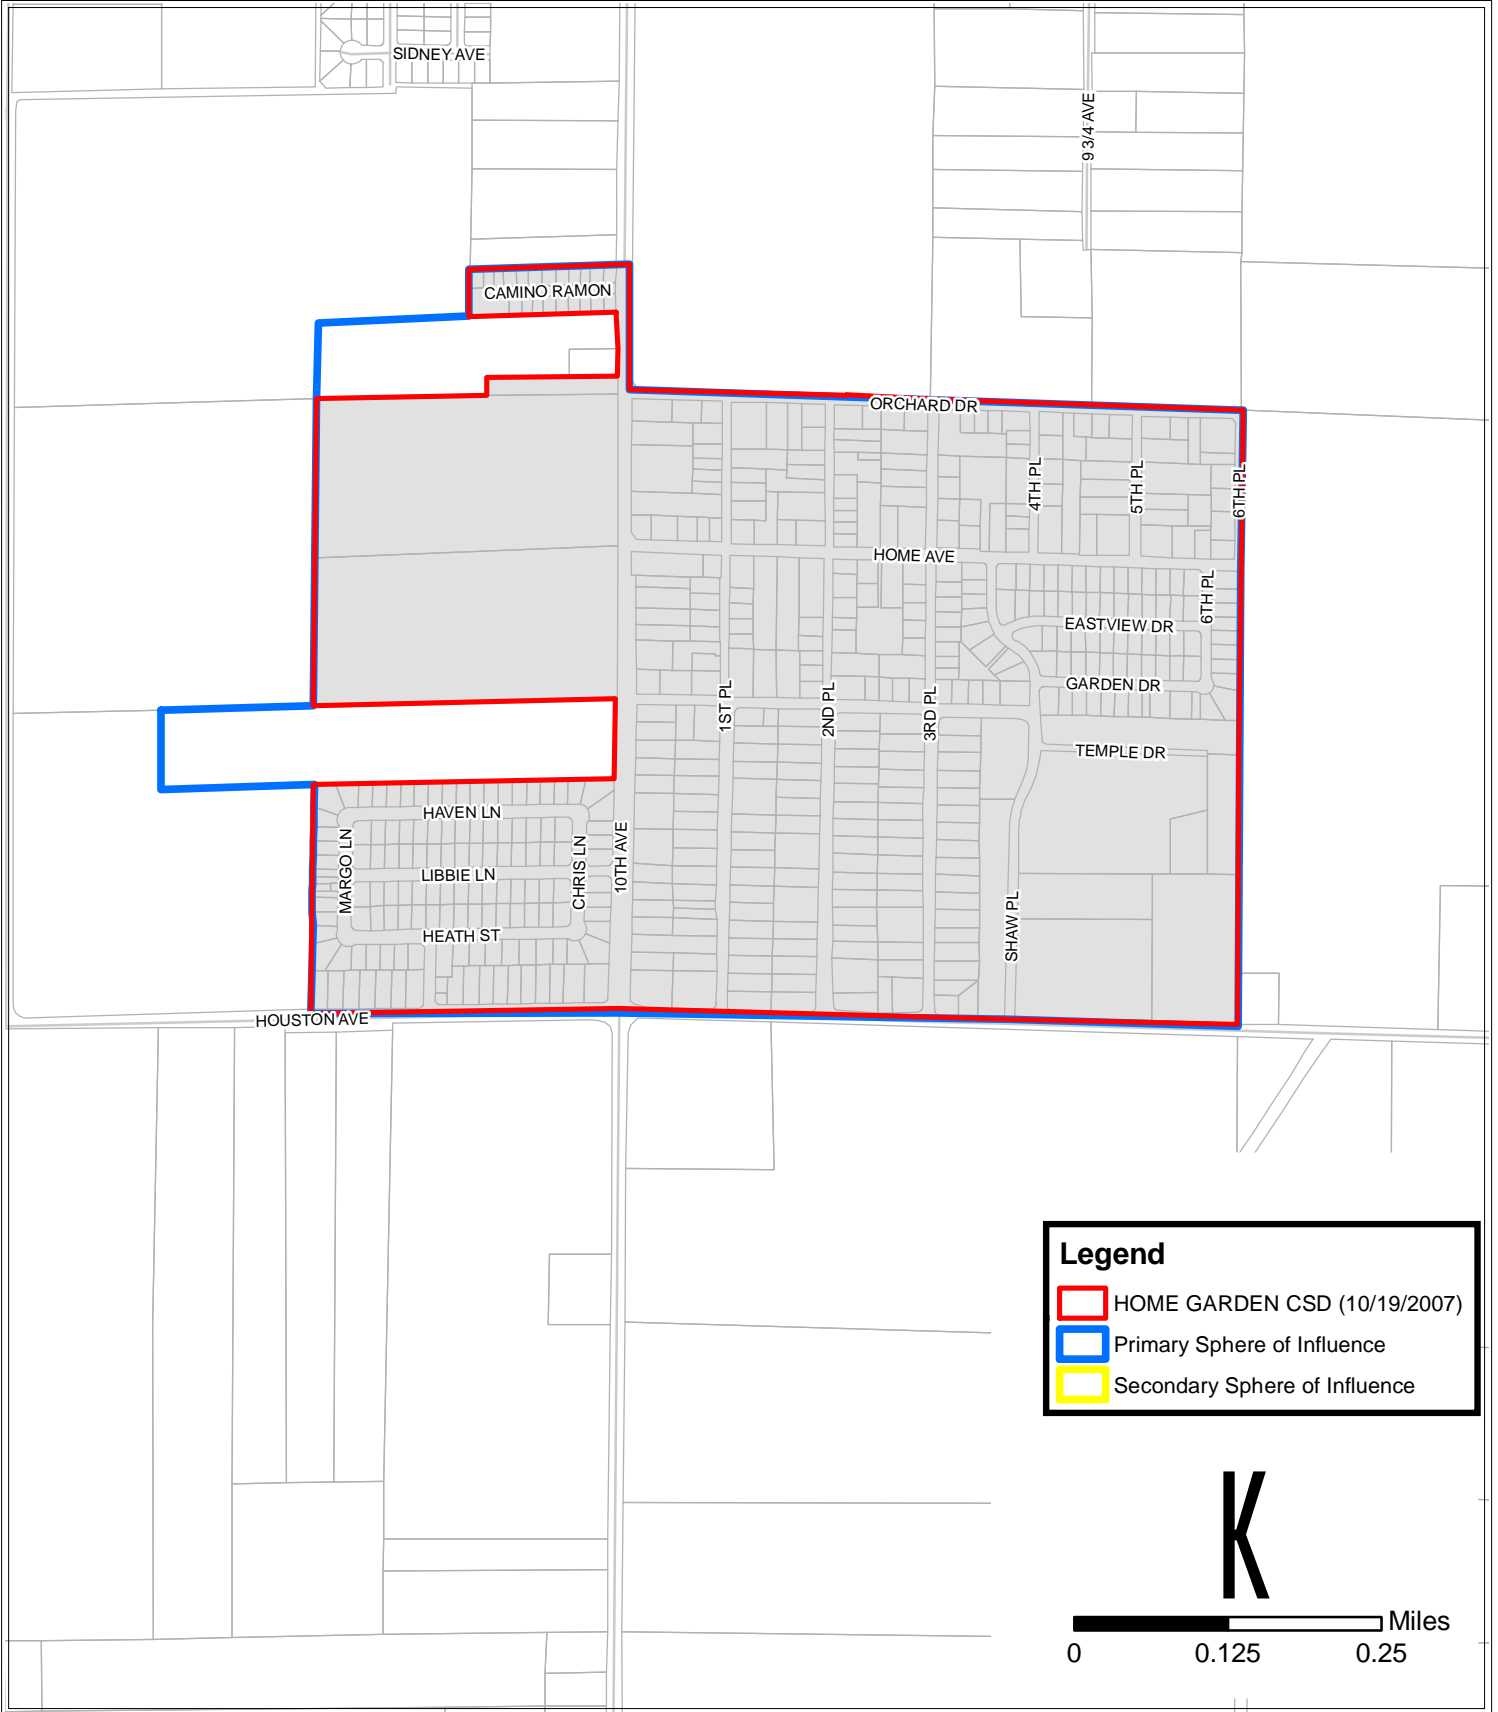 SIDNEY AVE
9 3/4 AVE
CAMINO RAMON
ORCHARD DR
4TH PL
5TH PL
6TH PL
HOME AVE
6TH PL
EASTVIEW DR
GARDEN DR
1ST PL
2ND PL
3RD PL
TEMPLE DR
HAVEN LN
MARGO LN
LIBBIE LN
CHRIS LN
10TH AVE
HEATH ST
SHAW PL
HOUSTON AVE
Legend
HOME GARDEN CSD (10/19/2007)
Primary Sphere of Influence
Secondary Sphere of Influence
K
Miles
0 0.125 0.25